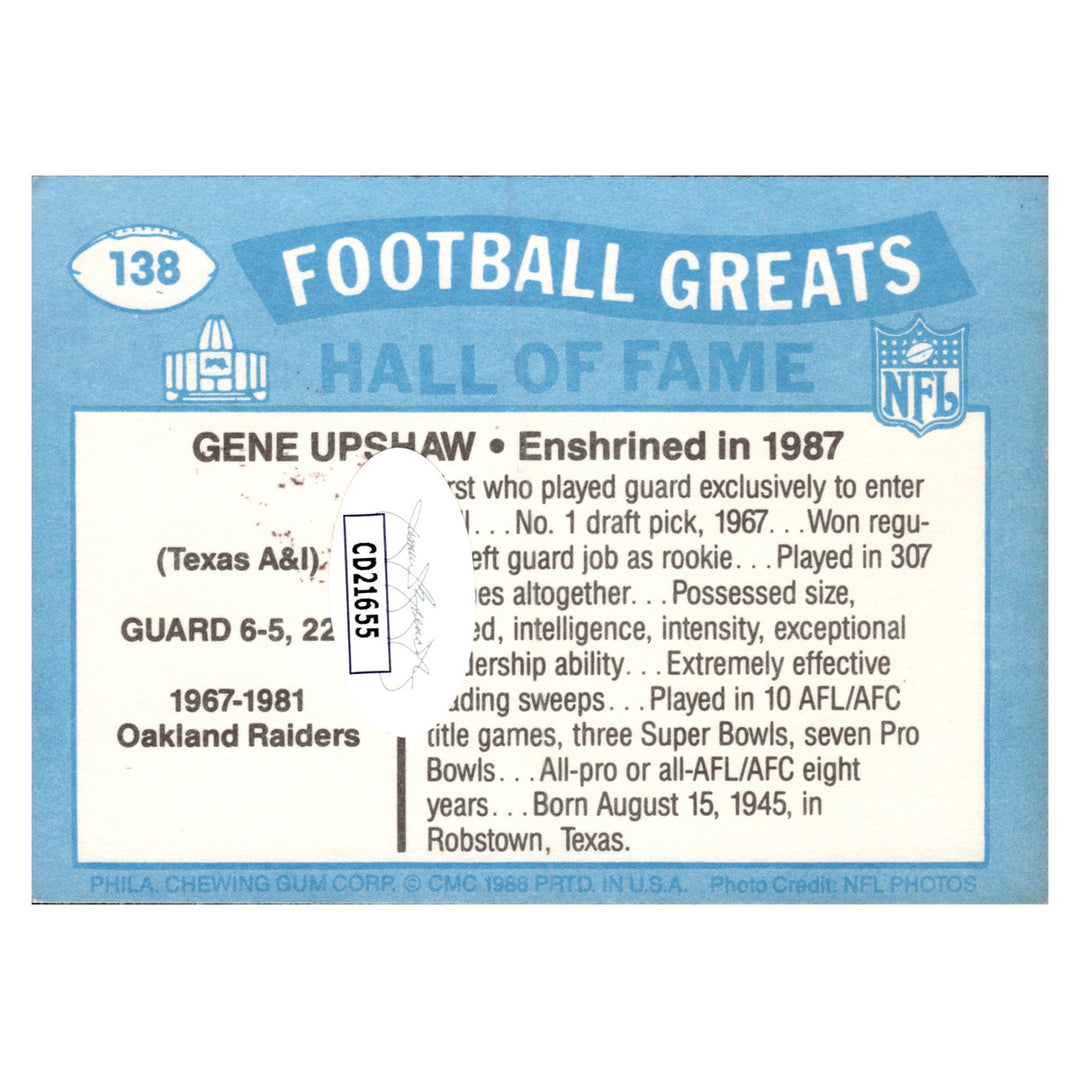 138
FOOTBALL GREATS
HALL OF FAME
NFL
GENE UPSHAW • Enshrined in 1987
(Texas A&I)
GUARD 6-5, 22
1967-1981
Oakland Raiders
CD21655
rst who played guard exclusively to enter
l...No. 1 draft pick, 1967...Won regu-
eft guard job as rookie...Played in 307
es altogether...Possessed size,
ed, intelligence, intensity, exceptional
dership ability...Extremely effective
ading sweeps...Played in 10 AFL/AFC
title games, three Super Bowls, seven Pro
Bowls...All-pro or all-AFL/AFC eight
years...Born August 15, 1945, in
Robstown, Texas.
PHILA. CHEWING GUM CORP. © CMC 1988 PRTD. IN U.S.A. Photo Credit: NFL PHOTOS